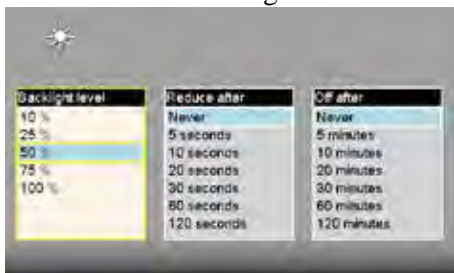 Backlight level
10 %
25 %
50 %
75 %
100 %
Reduce after
Never
5 seconds
10 seconds
20 seconds
30 seconds
60 seconds
120 seconds
Off after
Never
5 minutes
10 minutes
20 minutes
30 minutes
60 minutes
120 minutes